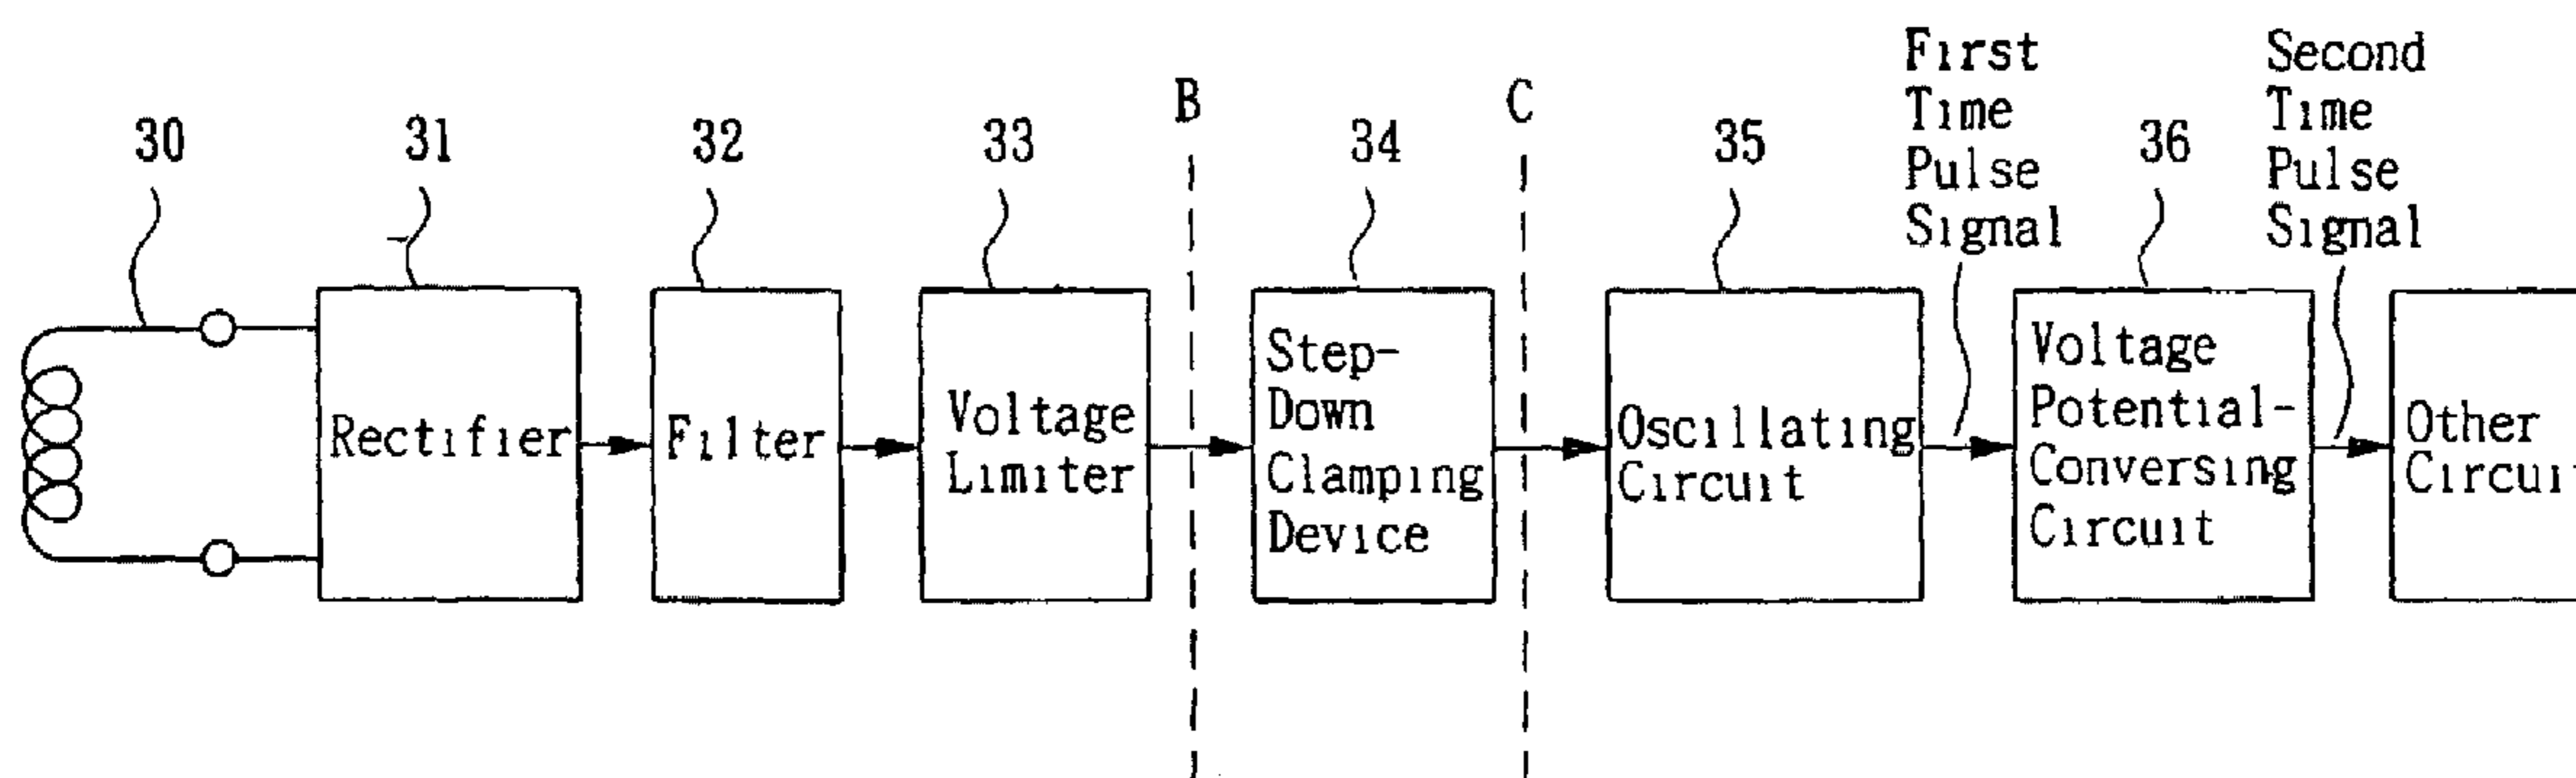 First
Time
Pulse
Signal
Second
Time
Pulse
Signal
B
C
30
31
32
33
34
35
36
Rectifier
Filter
Voltage
Limiter
Step-
Down
Clamping
Device
Oscillating
Circuit
Voltage
Potential-
Conversing
Circuit
Other